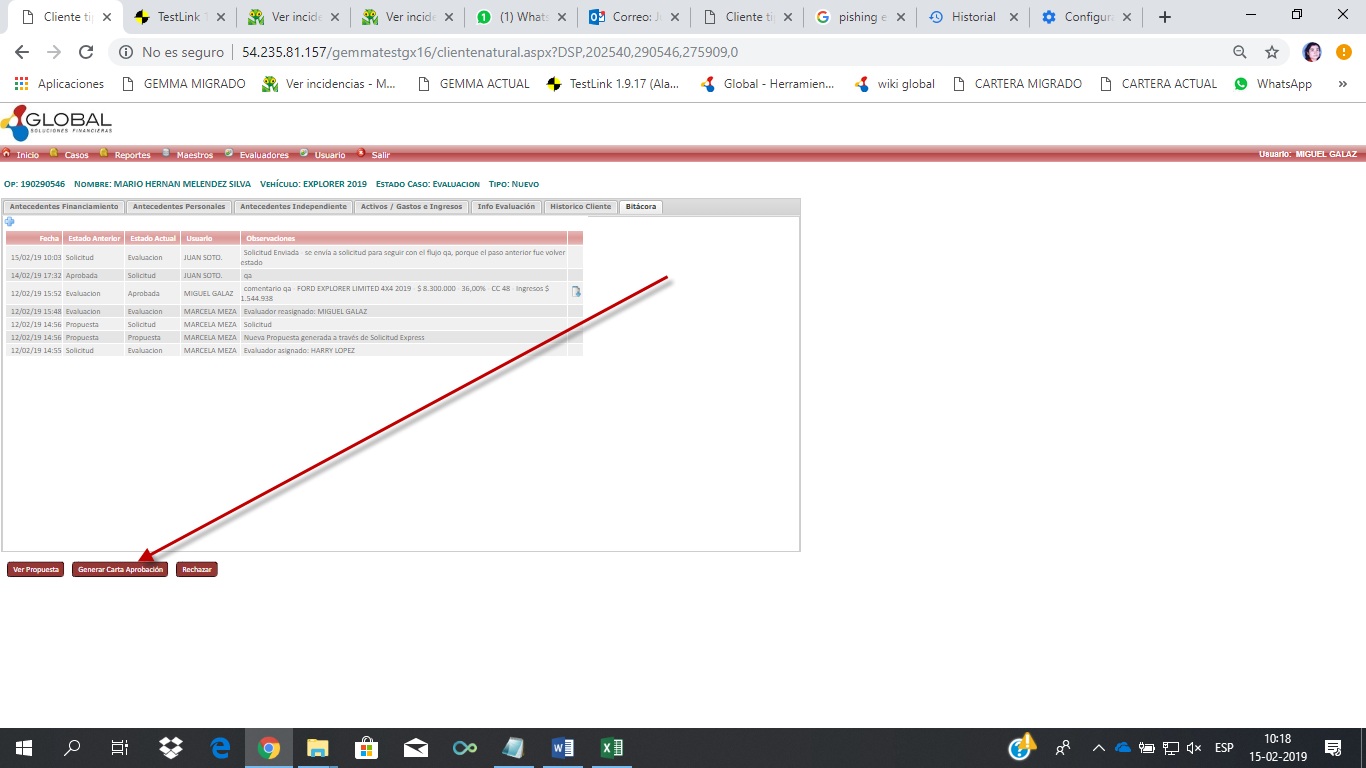 Cliente ti
TestLink 1
Ver incide
Ver incide
(1) Whats
Correo: J
Cliente ti
pishing e
Historial
Configur
No es seguro | 54.235.81.157/gemmatestgx16/clientenatural.aspx?DSP,202540,290546,275909,0
Aplicaciones GEMMA MIGRADO Ver incidencias - M... GEMMA ACTUAL TestLink 1.9.17 (Ala... Global - Herramien... wiki global CARTERA MIGRADO CARTERA ACTUAL WhatsApp »
GLOBAL
SOLUCIONES FINANCIERAS
Inicio Casos Reportes Maestros Evaluadores Usuario Salir Usuario: MIGUEL GALAZ
Op: 190290546 Nombre: MARIO HERNAN MELENDEZ SILVA Vehículo: EXPLORER 2019 Estado Caso: Evaluacion Tipo: Nuevo
Antecedentes Financiamiento Antecedentes Personales Antecedentes Independiente Activos / Gastos e Ingresos Info Evaluación Historico Cliente Bitácora
Fecha Estado Anterior Estado Actual Usuario Observaciones
15/02/19 10:03 Solicitud Evaluacion JUAN SOTO. Solicitud Enviada - se envia a solicitud para seguir con el flujo qa, porque el paso anterior fue volver
estado
14/02/19 17:32 Aprobada Solicitud JUAN SOTO. qa
12/02/19 15:52 Evaluacion Aprobada MIGUEL GALAZ comentario qa - FORD EXPLORER LIMITED 4X4 2019 - $ 8.300.000 - 36,00% - CC 48 - Ingresos $
1.544.938
12/02/19 15:48 Evaluacion Evaluacion MARCELA MEZA Evaluador reasignado: MIGUEL GALAZ
12/02/19 14:56 Propuesta Solicitud MARCELA MEZA Solicitud
12/02/19 14:56 Propuesta Propuesta MARCELA MEZA Nueva Propuesta generada a través de Solicitud Express
12/02/19 14:55 Solicitud Evaluacion MARCELA MEZA Evaluador asignado: HARRY LOPEZ
Ver Propuesta Generar Carta Aprobación Rechazar
ESP
10:18
15-02-2019